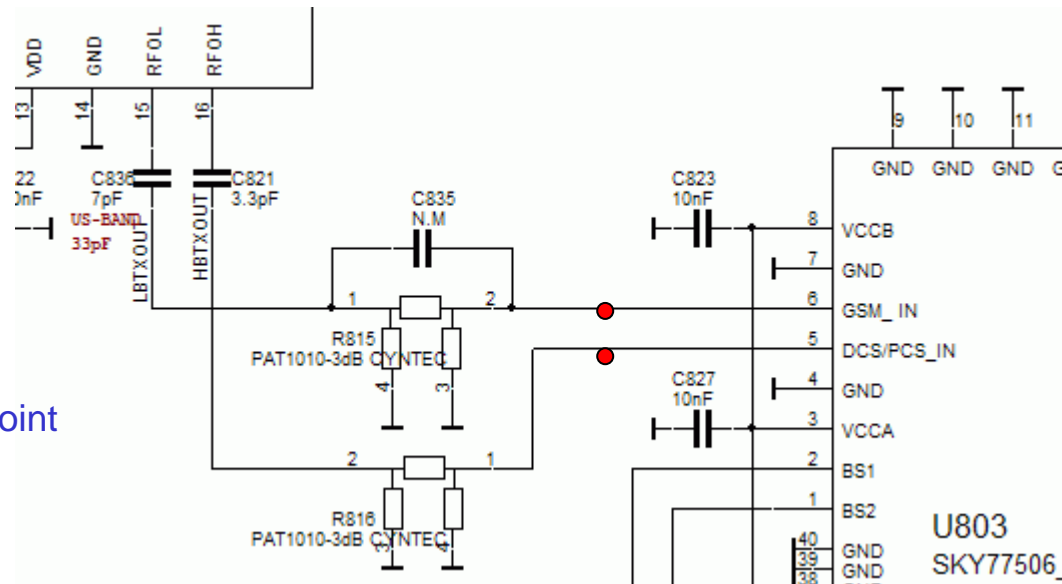 VDD
GND
RFOL
RFOH
13
14
15
16
22
0nF
C836
7pF
US-BAND
33pF
C821
3.3pF
LBTXOUT
HBTXOUT
C835
N.M
1
2
R815
PAT1010-3dB CYNTEC
4
3
oint
2
1
R816
PAT1010-3dB CYNTEC
3
4
C823
10nF
C827
10nF
9
10
11
GND
GND
GND
G
8
VCCB
7
GND
6
GSM_ IN
5
DCS/PCS_IN
4
GND
3
VCCA
2
BS1
1
BS2
40
GND
39
GND
38
U803
SKY77506_